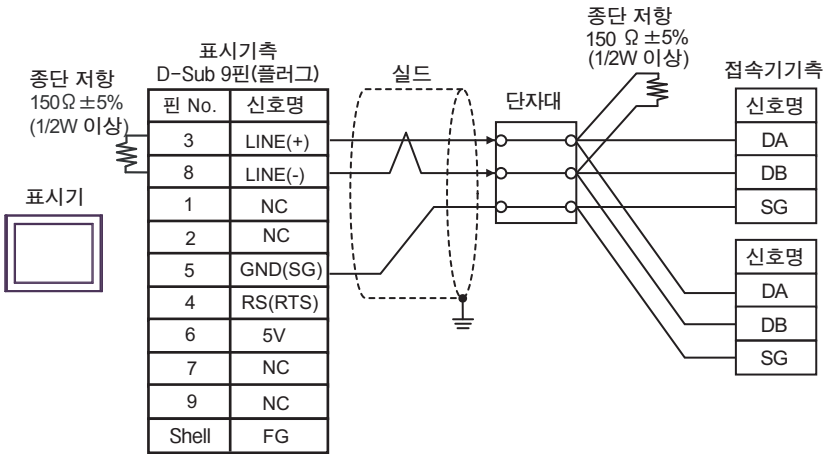 종단 저항
150 Ω ±5%
(1/2W 이상)
표시기측
D-Sub 9핀(플러그)
종단 저항
150Ω ±5%
(1/2W 이상)
실드
단자대
접속기기측
핀 No. 신호명
3 LINE(+)
8 LINE(-)
1 NC
2 NC
5 GND(SG)
4 RS(RTS)
6 5V
7 NC
9 NC
Shell FG
표시기
신호명
DA
DB
SG
신호명
DA
DB
SG